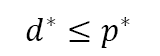 d* ≤ p*